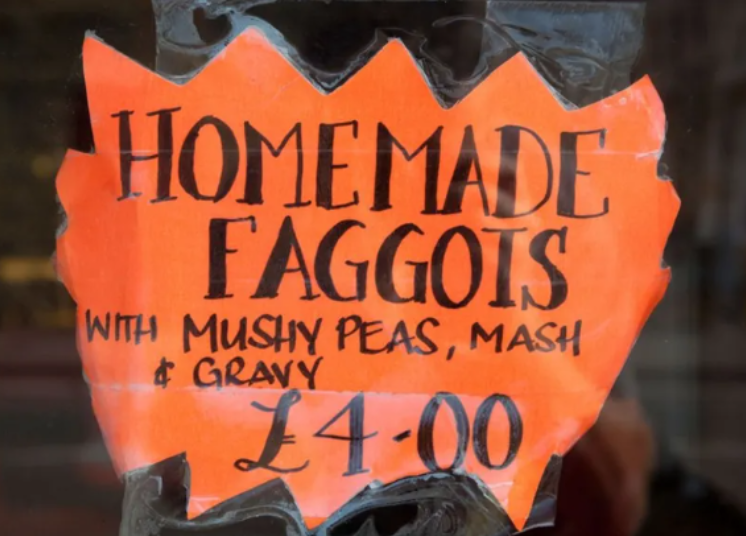 HOMEMADE
FAGGOTS
WITH MUSHY PEAS, MASH
& GRAVY
£4-00